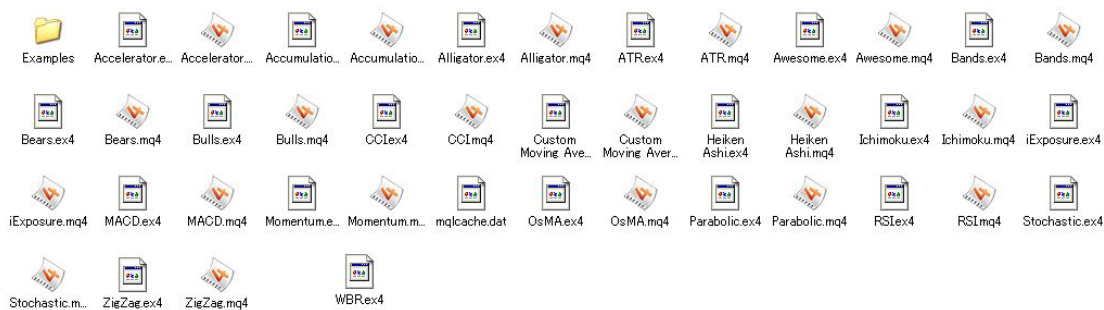 Examples
Accelerator.e...
Accelerator....
Accumulatio...
Accumulatio...
Alligator.ex4
Alligator.mq4
ATR.ex4
ATR.mq4
Awesome.ex4
Awesome.mq4
Bands.ex4
Bands.mq4
Bears.ex4
Bears.mq4
Bulls.ex4
Bulls.mq4
CCI.ex4
CCI.mq4
Custom
Moving Ave...
Custom
Moving Aver...
Heiken
Ashi.ex4
Heiken
Ashi.mq4
Ichimoku.ex4
Ichimoku.mq4
iExposure.ex4
iExposure.mq4
MACD.ex4
MACD.mq4
Momentum.e...
Momentum.m...
mqlcache.dat
OsMA.ex4
OsMA.mq4
Parabolic.ex4
Parabolic.mq4
RSI.ex4
RSI.mq4
Stochastic.ex4
Stochastic.m...
ZigZag.ex4
ZigZag.mq4
WBR.ex4